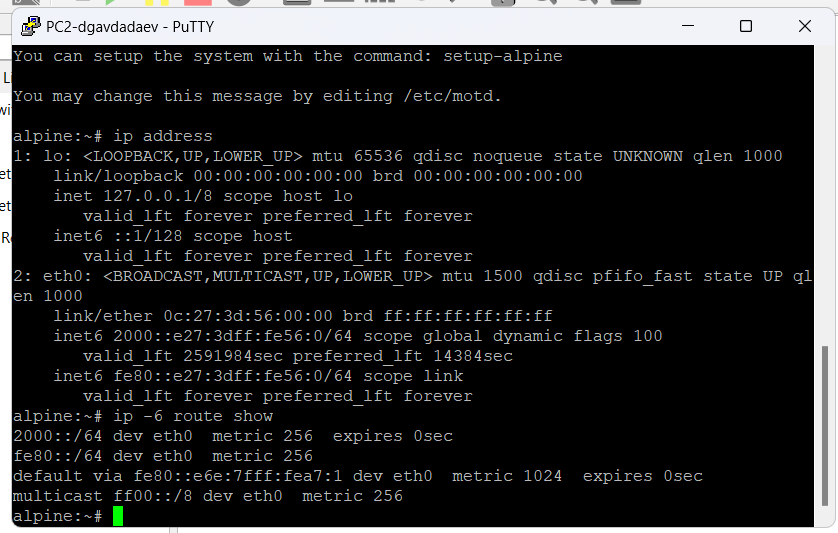 PC2-dgavdadaev - PuTTY
You can setup the system with the command: setup-alpine
You may change this message by editing /etc/motd.
alpine:~# ip address
1: lo: <LOOPBACK,UP,LOWER_UP> mtu 65536 qdisc noqueue state UNKNOWN qlen 1000
    link/loopback 00:00:00:00:00:00 brd 00:00:00:00:00:00
    inet 127.0.0.1/8 scope host lo
       valid_lft forever preferred_lft forever
    inet6 ::1/128 scope host
       valid_lft forever preferred_lft forever
2: eth0: <BROADCAST,MULTICAST,UP,LOWER_UP> mtu 1500 qdisc pfifo_fast state UP ql
en 1000
    link/ether 0c:27:3d:56:00:00 brd ff:ff:ff:ff:ff:ff
    inet6 2000::e27:3dff:fe56:0/64 scope global dynamic flags 100
       valid_lft 2591984sec preferred_lft 14384sec
    inet6 fe80::e27:3dff:fe56:0/64 scope link
       valid_lft forever preferred_lft forever
alpine:~# ip -6 route show
2000::/64 dev eth0  metric 256  expires 0sec
fe80::/64 dev eth0  metric 256
default via fe80::e6e:7fff:fea7:1 dev eth0  metric 1024  expires 0sec
multicast ff00::/8 dev eth0  metric 256
alpine:~#